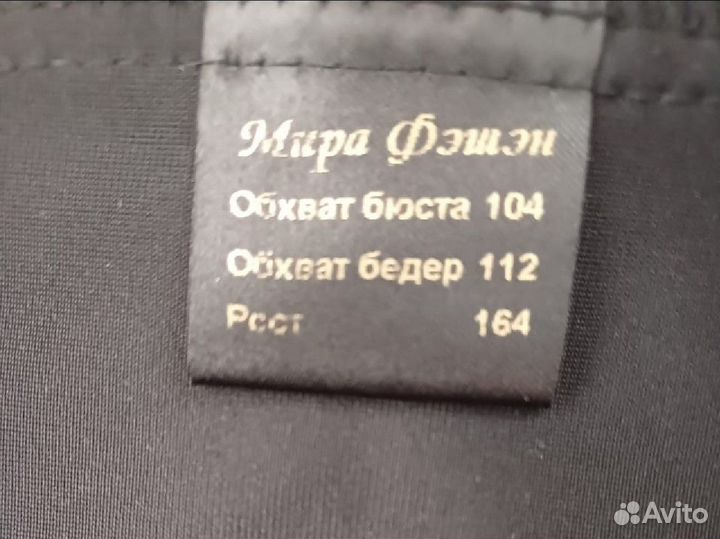 Мира Фэшэн
Обхват бюста 104
Обхват бедер 112
Рост 164
Avito